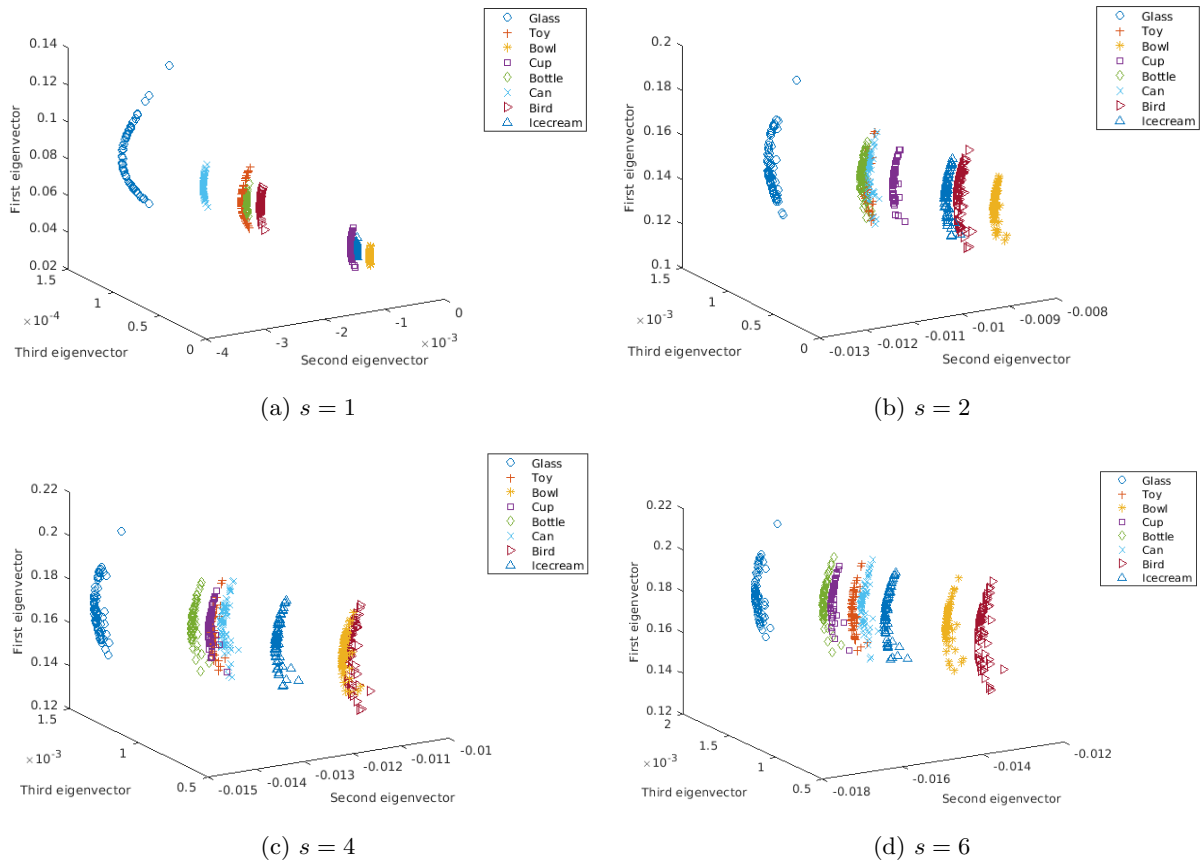 Glass
Toy
Bowl
Cup
Bottle
Can
Bird
Icecream
0.14
0.12
0.1
0.08
0.06
0.04
0.02
First eigenvector
1.5
1
0.5
0
×10⁻⁴
Third eigenvector
-4
-3
-2
-1
0
×10⁻³
Second eigenvector
(a) s = 1
Glass
Toy
Bowl
Cup
Bottle
Can
Bird
Icecream
0.2
0.18
0.16
0.14
0.12
0.1
First eigenvector
1.5
1
0.5
0
×10⁻³
Third eigenvector
-0.013
-0.012
-0.011
-0.01
-0.009
-0.008
Second eigenvector
(b) s = 2
Glass
Toy
Bowl
Cup
Bottle
Can
Bird
Icecream
0.22
0.2
0.18
0.16
0.14
0.12
First eigenvector
1.5
1
0.5
×10⁻³
Third eigenvector
-0.015
-0.014
-0.013
-0.012
-0.011
-0.01
Second eigenvector
(c) s = 4
Glass
Toy
Bowl
Cup
Bottle
Can
Bird
Icecream
0.22
0.2
0.18
0.16
0.14
0.12
First eigenvector
2
1.5
1
0.5
×10⁻³
Third eigenvector
-0.018
-0.016
-0.014
-0.012
Second eigenvector
(d) s = 6